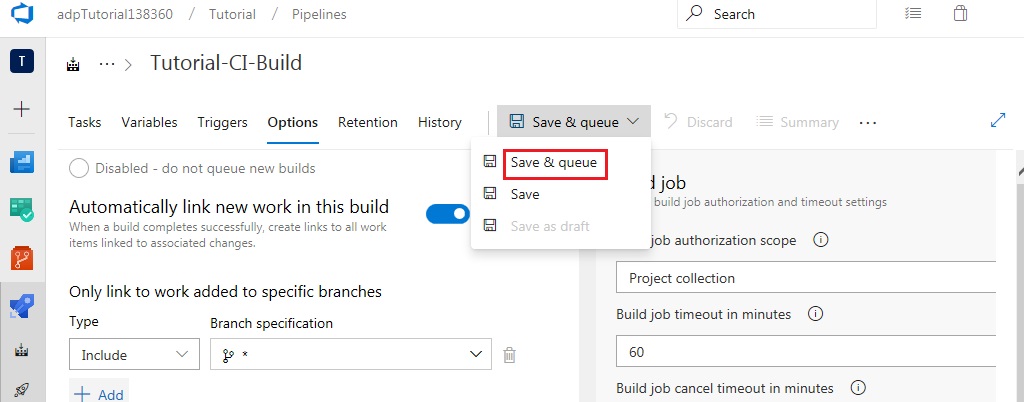 adpTutorial138360 / Tutorial / Pipelines
Search
T
··· > Tutorial-CI-Build
Tasks Variables Triggers Options Retention History Save & queue Discard Summary ···
Save & queue
Save
Save as draft
Disabled - do not queue new builds
Automatically link new work in this build
When a build completes successfully, create links to all work
items linked to associated changes.
Only link to work added to specific branches
Type
Branch specification
Include
*
+ Add
d job
build job authorization and timeout settings
job authorization scope
Project collection
Build job timeout in minutes
60
Build job cancel timeout in minutes